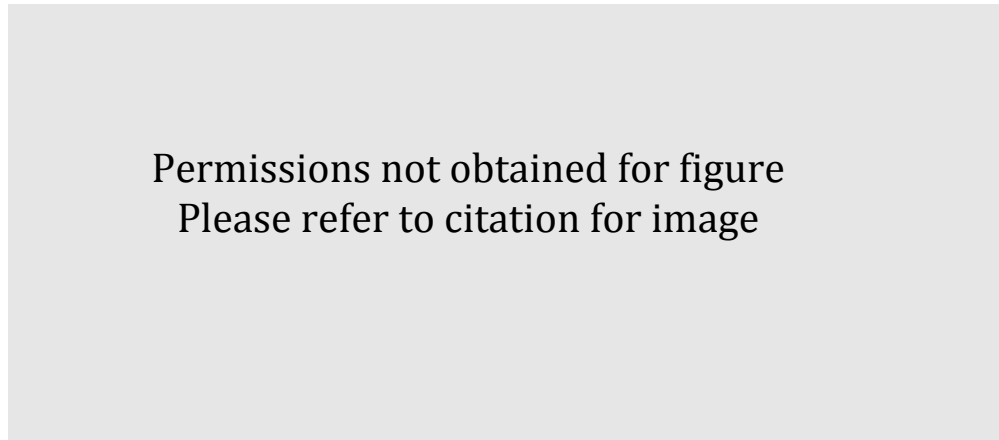 Permissions not obtained for figure
Please refer to citation for image